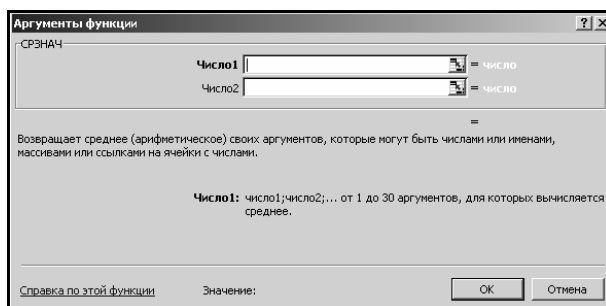 Аргументы функции
СРЗНАЧ
Число1 = число
Число2 = число
=
Возвращает среднее (арифметическое) своих аргументов, которые могут быть числами или именами,
массивами или ссылками на ячейки с числами.
Число1: число1;число2;... от 1 до 30 аргументов, для которых вычисляется
среднее.
Справка по этой функции Значение: ОК Отмена